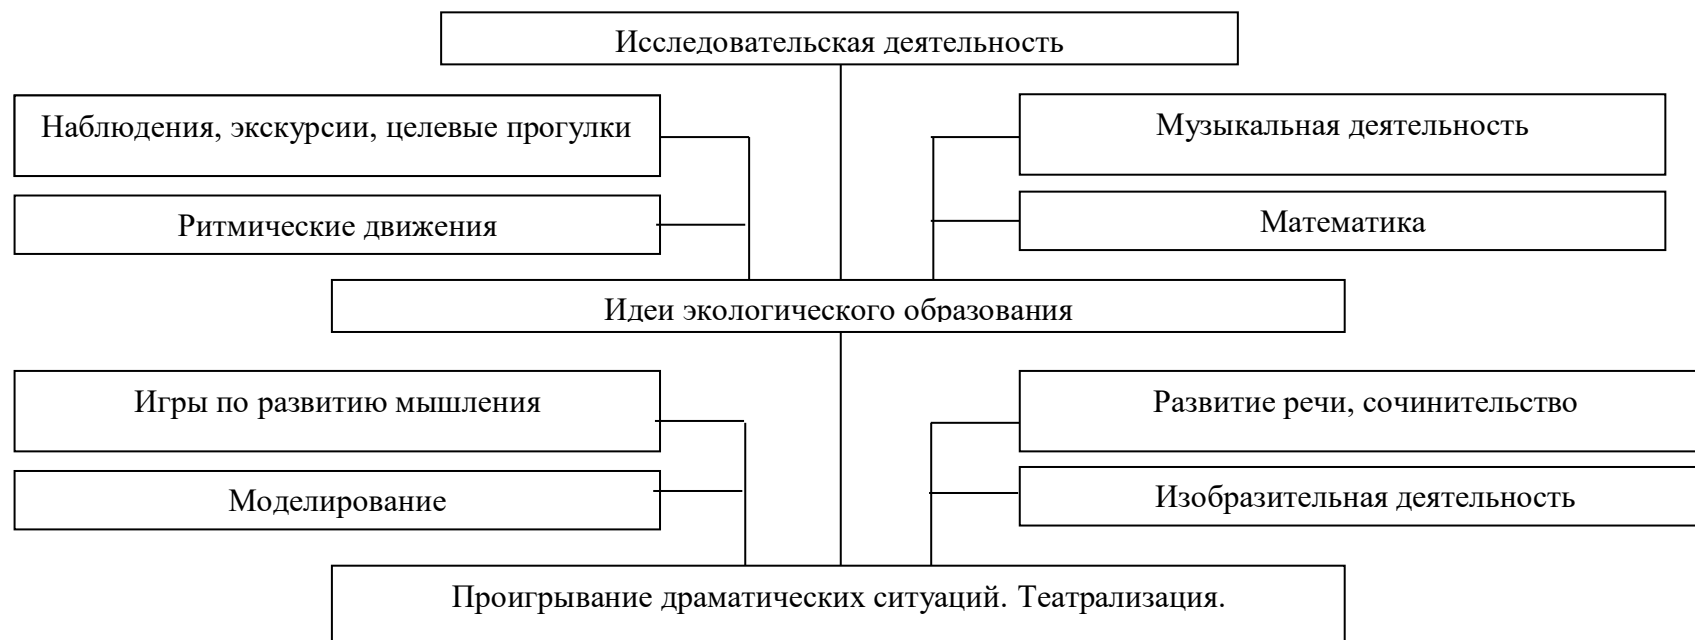 Исследовательская деятельность
Наблюдения, экскурсии, целевые прогулки
Музыкальная деятельность
Ритмические движения
Математика
Идеи экологического образования
Игры по развитию мышления
Развитие речи, сочинительство
Моделирование
Изобразительная деятельность
Проигрывание драматических ситуаций. Театрализация.